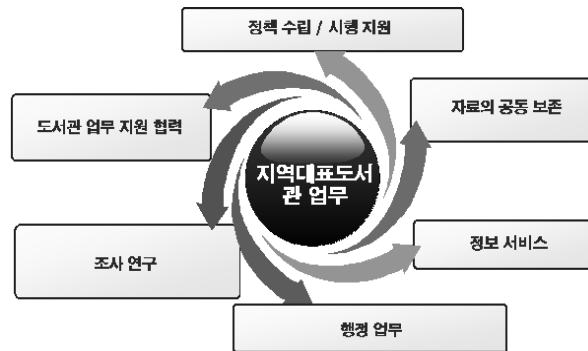 정책 수립 / 시행 지원
도서관 업무 지원 협력
자료의 공동 보존
지역대표도서
관 업무
조사 연구
정보 서비스
행정 업무